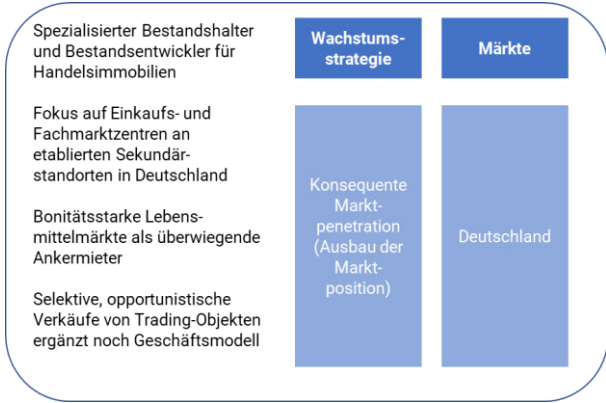 Spezialisierter Bestandshalter
und Bestandsentwickler für
Handelsimmobilien
Fokus auf Einkaufs- und
Fachmarktzentren an
etablierten Sekundär-
standorten in Deutschland
Bonitätsstarke Lebens-
mittelmärkte als überwiegende
Ankermieter
Selektive, opportunistische
Verkäufe von Trading-Objekten
ergänzt noch Geschäftsmodell
Wachstums-
strategie
Konsequente
Markt-
penetration
(Ausbau der
Markt-
position)
Märkte
Deutschland